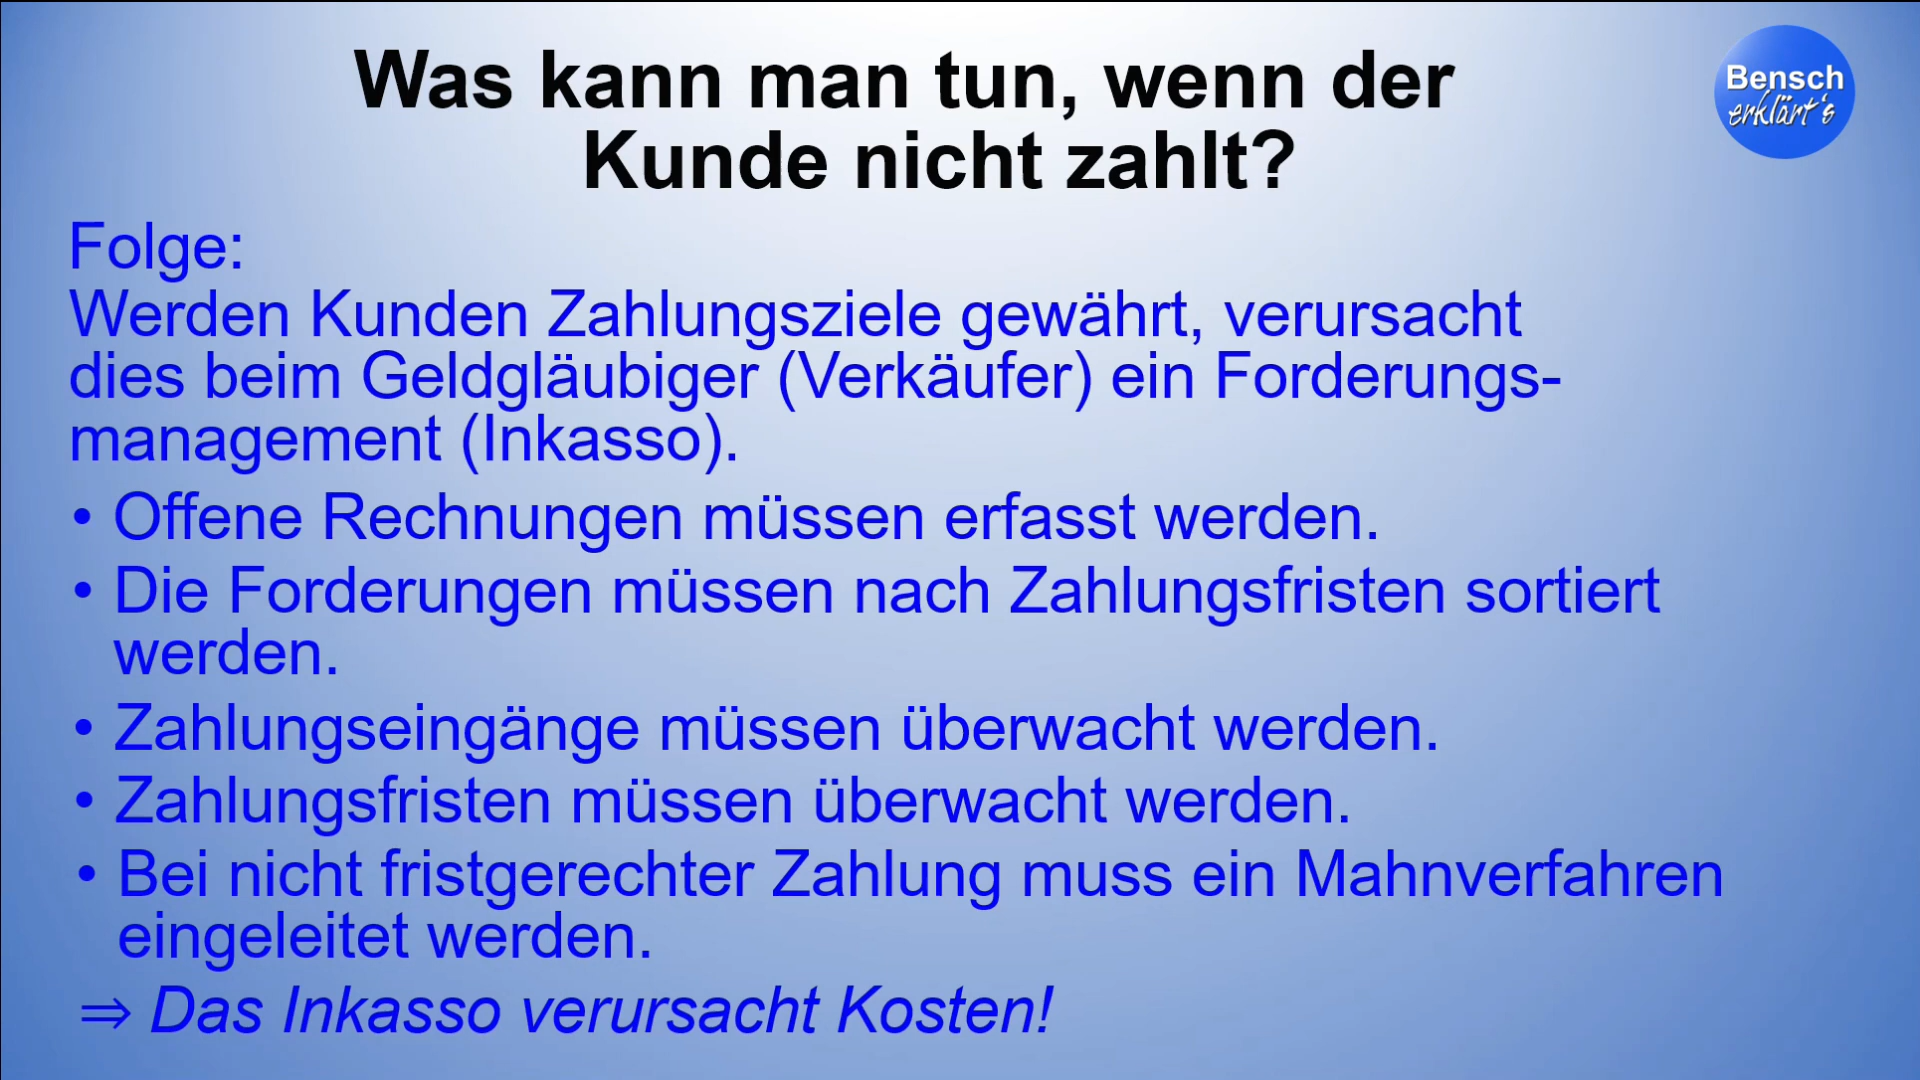 Was kann man tun, wenn der
Kunde nicht zahlt?
Bensch
erklärt's
Folge:
Werden Kunden Zahlungsziele gewährt, verursacht
dies beim Geldgläubiger (Verkäufer) ein Forderungs-
management (Inkasso).
• Offene Rechnungen müssen erfasst werden.
• Die Forderungen müssen nach Zahlungsfristen sortiert
werden.
• Zahlungseingänge müssen überwacht werden.
• Zahlungsfristen müssen überwacht werden.
• Bei nicht fristgerechter Zahlung muss ein Mahnverfahren
eingeleitet werden.
⇒ Das Inkasso verursacht Kosten!